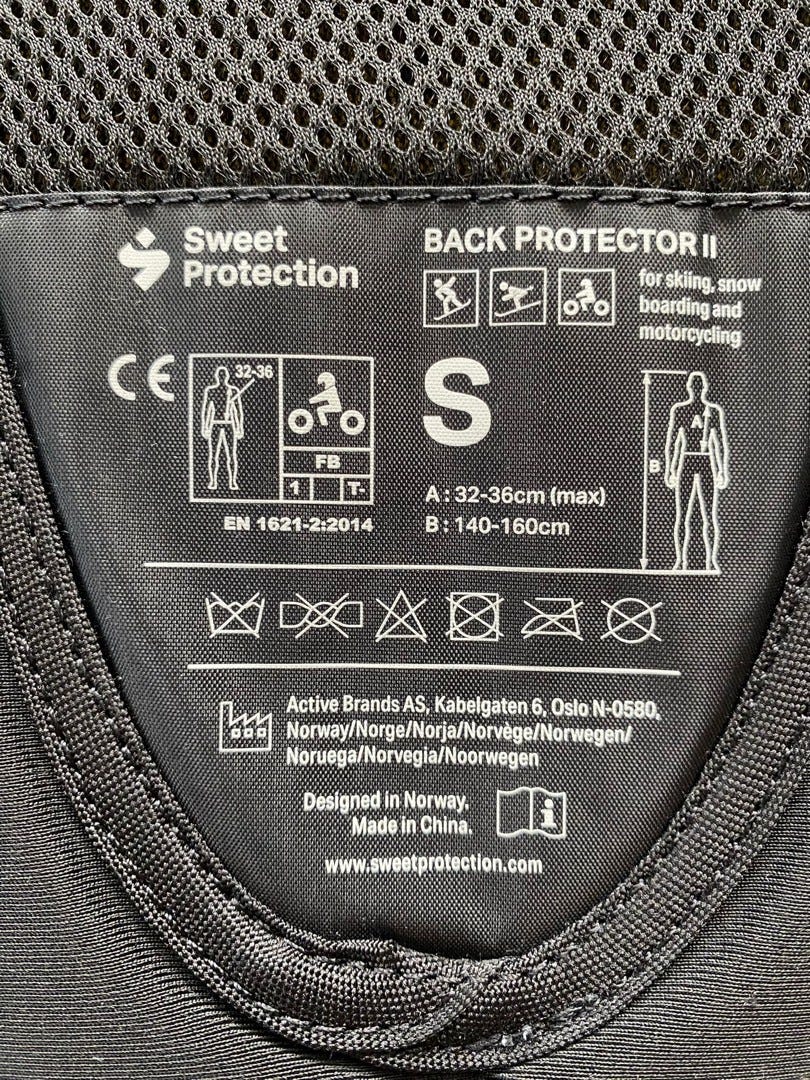 Sweet
Protection
BACK PROTECTOR II
for skiing, snow
boarding and
motorcycling
CE
32-36
FB
1
T-
EN 1621-2:2014
S
A : 32-36cm (max)
B : 140-160cm
A
B
Active Brands AS, Kabelgaten 6, Oslo N-0580,
Norway/Norge/Norja/Norvège/Norwegen/
Noruega/Norvegia/Noorwegen
Designed in Norway.
Made in China.
i
www.sweetprotection.com